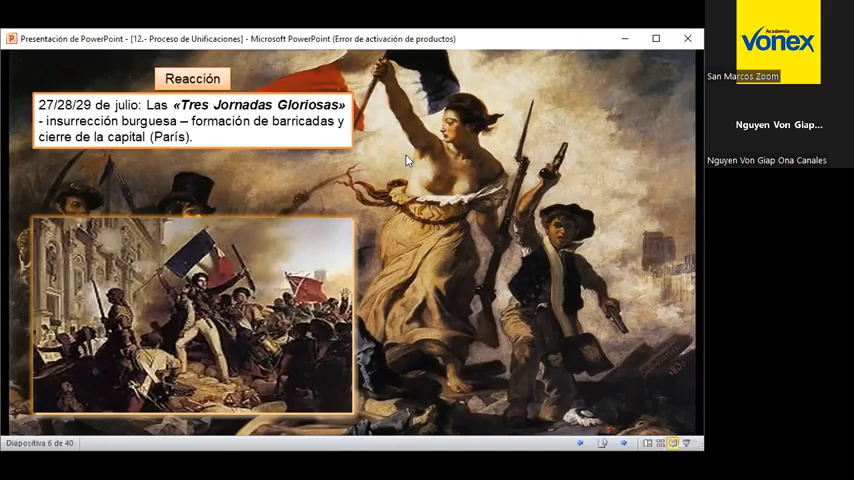 Presentación de PowerPoint - [12.- Proceso de Unificaciones] - Microsoft PowerPoint (Error de activación de productos)
Reacción
27/28/29 de julio: Las «Tres Jornadas Gloriosas»
- insurrección burguesa – formación de barricadas y
cierre de la capital (París).
Diapositiva 6 de 40
Academia
VONEX
San Marcos Zoom
Nguyen Von Giap...
Nguyen Von Giap Ona Canales